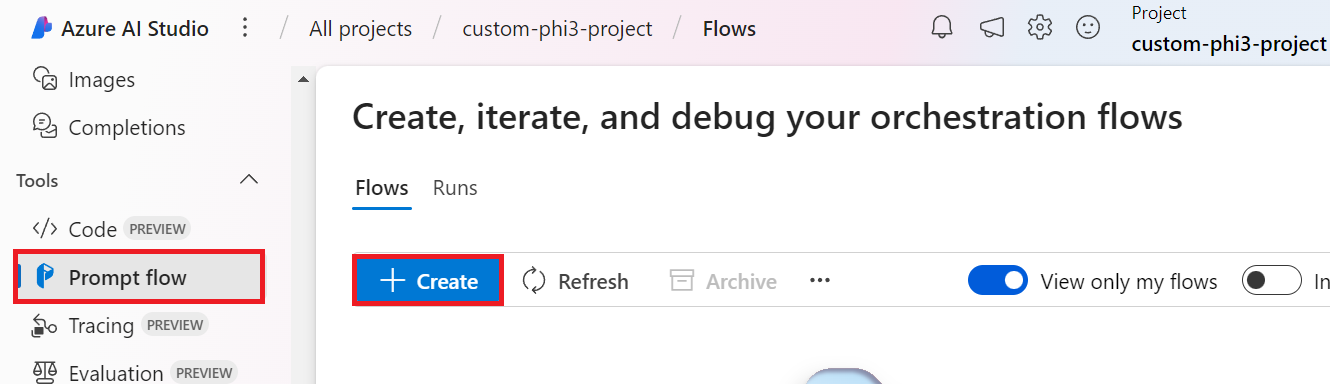 Azure AI Studio / All projects / custom-phi3-project / Flows
Project
custom-phi3-project
Images
Completions
Tools
Code PREVIEW
Prompt flow
Tracing PREVIEW
Evaluation PREVIEW
Create, iterate, and debug your orchestration flows
Flows Runs
+ Create Refresh Archive ... View only my flows